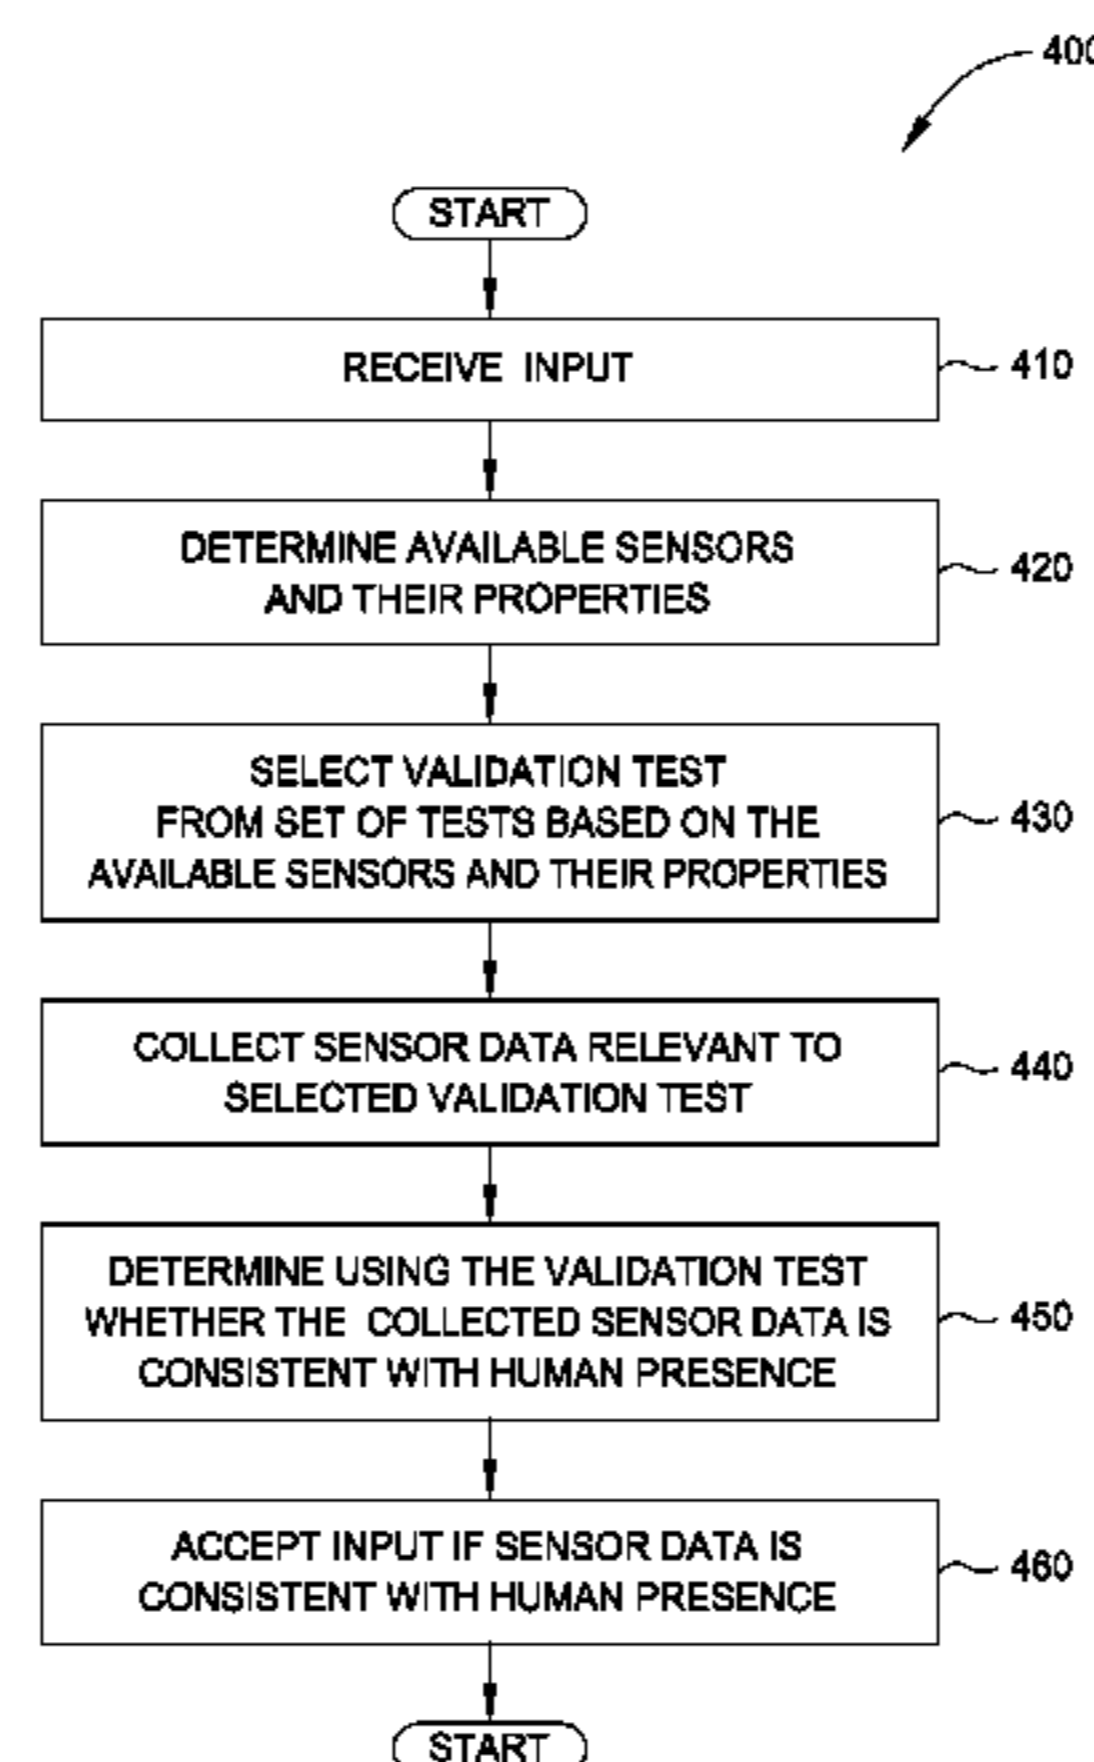 400
START
RECEIVE INPUT
410
DETERMINE AVAILABLE SENSORS
AND THEIR PROPERTIES
420
SELECT VALIDATION TEST
FROM SET OF TESTS BASED ON THE
AVAILABLE SENSORS AND THEIR PROPERTIES
430
COLLECT SENSOR DATA RELEVANT TO
SELECTED VALIDATION TEST
440
DETERMINE USING THE VALIDATION TEST
WHETHER THE COLLECTED SENSOR DATA IS
CONSISTENT WITH HUMAN PRESENCE
450
ACCEPT INPUT IF SENSOR DATA IS
CONSISTENT WITH HUMAN PRESENCE
460
START